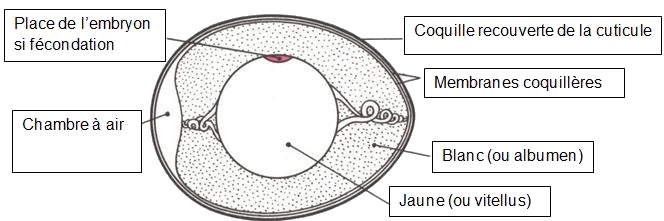 Place de l'embryon
si fécondation
Coquille recouverte de la cuticule
Membranes coquillères
Chambre à air
Blanc (ou albumen)
Jaune (ou vitellus)